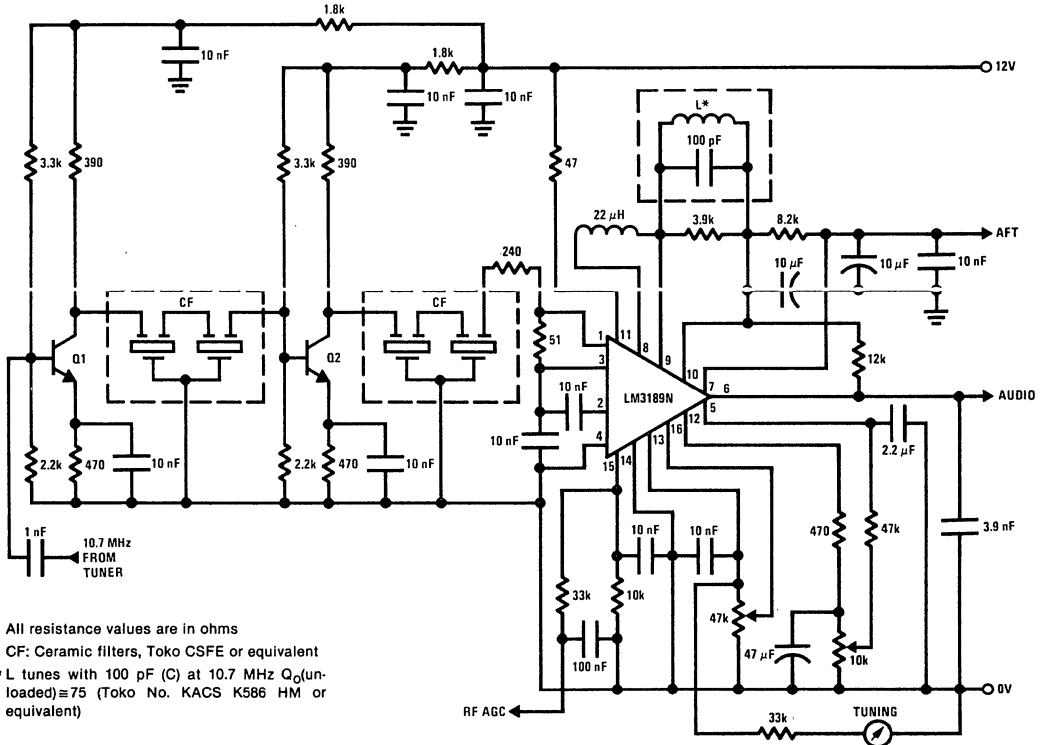 1.8k
10 nF
1.8k
12V
10 nF
10 nF
L*
100 pF
3.3k
390
3.3k
390
47
22 µH
3.9k
8.2k
AFT
240
10 µF
10 µF
10 nF
CF
CF
1
11
8
9
10
12k
51
Q1
Q2
3
7
6
10 nF
2
LM3189N
5
AUDIO
12
16
10 nF
4
13
14
15
2.2 µF
2.2k
470
10 nF
2.2k
470
10 nF
1 nF
10.7 MHz
FROM
TUNER
10 nF
10 nF
470
47k
3.9 nF
33k
10k
47k
100 nF
47 µF
10k
All resistance values are in ohms
CF: Ceramic filters, Toko CSFE or equivalent
* L tunes with 100 pF (C) at 10.7 MHz QO(un-
loaded)≅75 (Toko No. KACS K586 HM or
equivalent)
0V
RF AGC
33k
TUNING